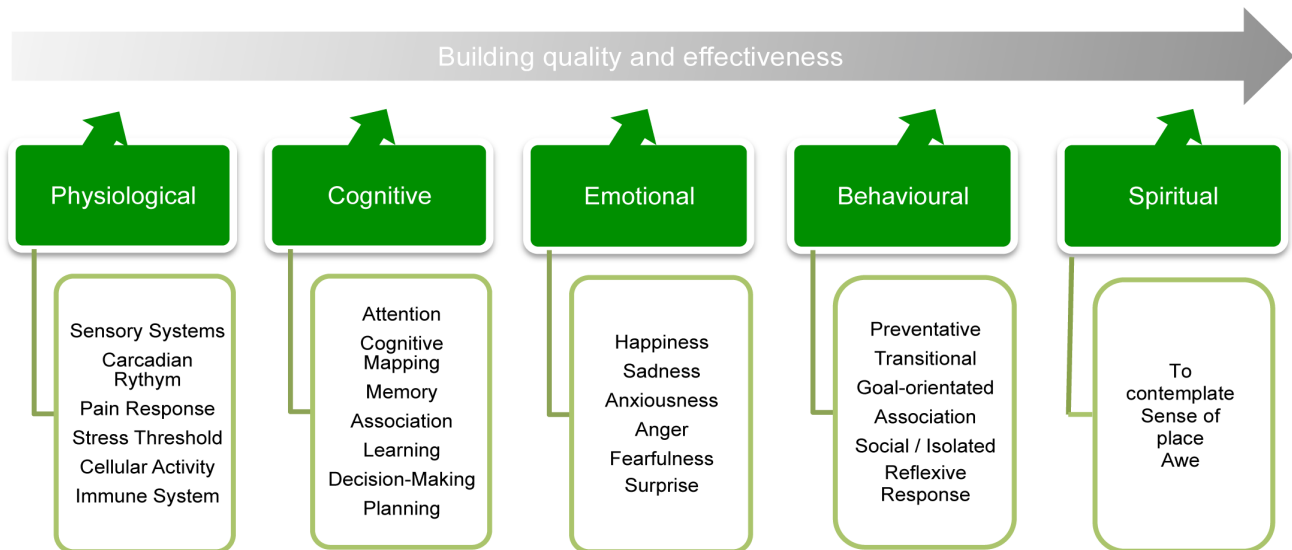 Building quality and effectiveness
Physiological
Cognitive
Emotional
Behavioural
Spiritual
Sensory Systems
Carcadian
Rythym
Pain Response
Stress Threshold
Cellular Activity
Immune System
Attention
Cognitive
Mapping
Memory
Association
Learning
Decision-Making
Planning
Happiness
Sadness
Anxiousness
Anger
Fearfulness
Surprise
Preventative
Transitional
Goal-orientated
Association
Social / Isolated
Reflexive
Response
To
contemplate
Sense of
place
Awe